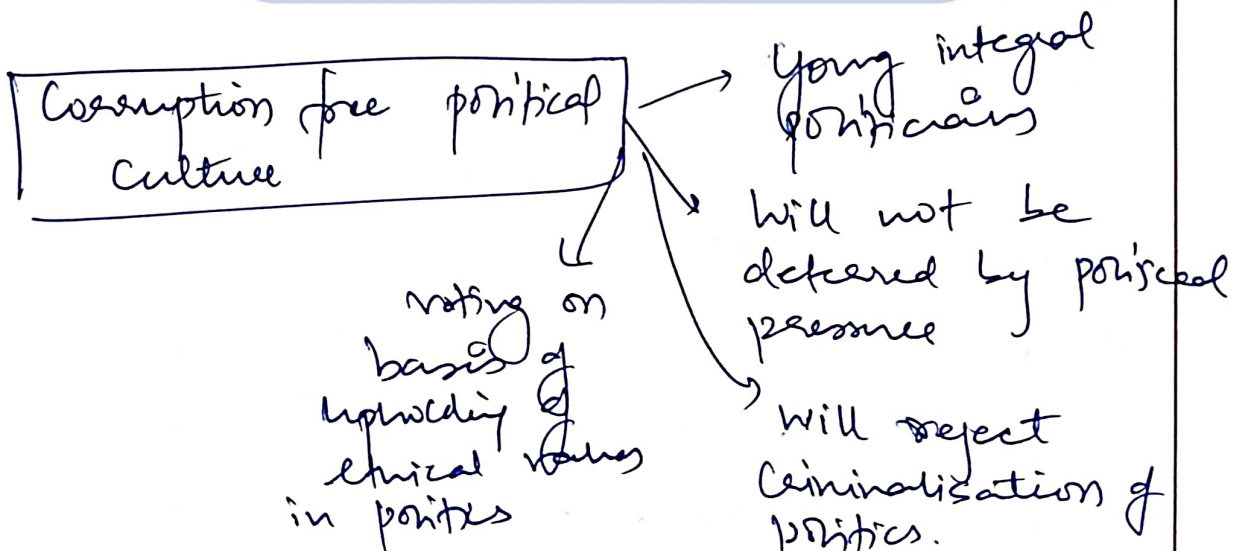 Corruption free political
culture
Young integral
politicians
Will not be
deterred by political
pressure
Will reject
Criminalisation of
politics.
voting on
basis of
upholding of
ethical values
in politics